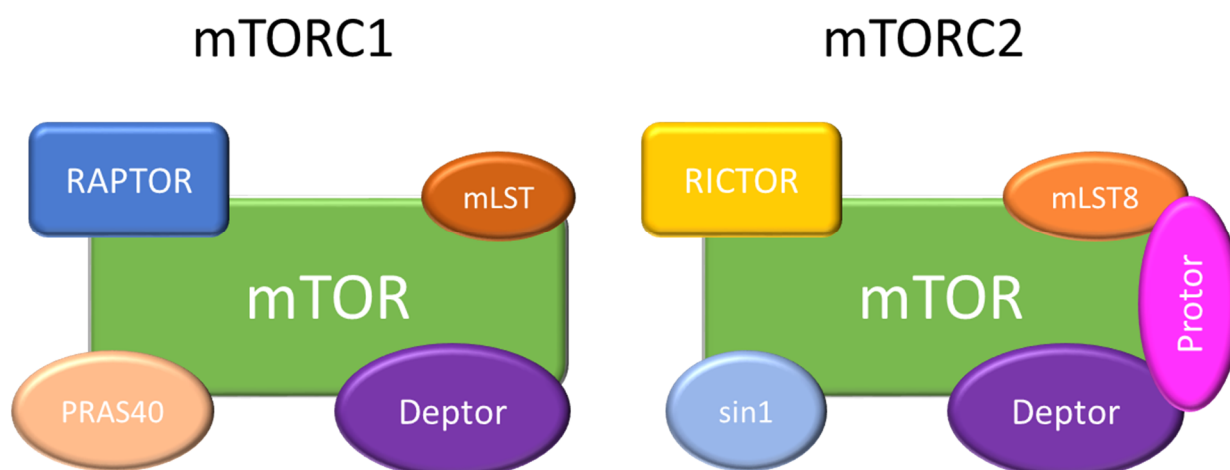 mTORC1
mTORC2
RAPTOR
mLST
mTOR
PRAS40
Deptor
RICTOR
mLST8
mTOR
Protor
sin1
Deptor